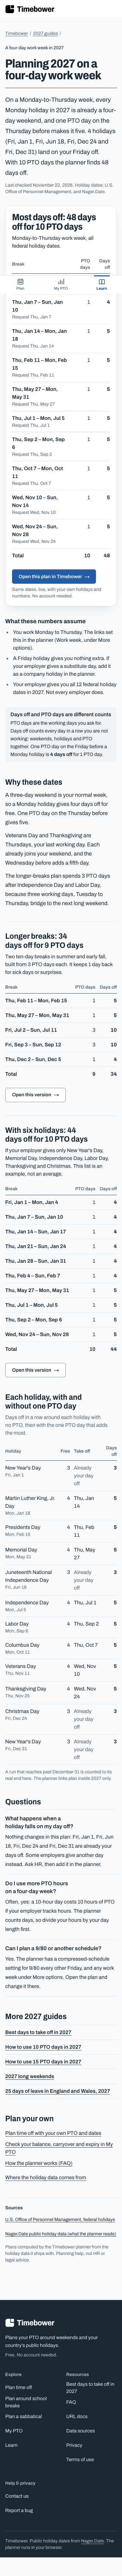 Timebower
Timebower / 2027 guides /
A four-day work week in 2027
Planning 2027 on a
four-day work week
On a Monday-to-Thursday week, every
Monday holiday in 2027 is already a four-
day weekend, and one PTO day on the
Thursday before makes it five. 4 holidays
(Fri, Jan 1, Fri, Jun 18, Fri, Dec 24 and
Fri, Dec 31) land on your Friday off.
With 10 PTO days the planner finds 48
days off.
Last checked November 22, 2026. Holiday dates: U.S.
Office of Personnel Management, and Nager.Date.
Most days off: 48 days
off for 10 PTO days
Monday-to-Thursday work week; all
federal holidays.
Break
PTO days
Days off
Plan
My PTO
Learn
Thu, Jan 7 – Sun, Jan 10 1 4
Request Thu, Jan 7
Thu, Jan 14 – Mon, Jan 18 1 5
Request Thu, Jan 14
Thu, Feb 11 – Mon, Feb 15 1 5
Request Thu, Feb 11
Thu, May 27 – Mon, May 31 1 5
Request Thu, May 27
Thu, Jul 1 – Mon, Jul 5 1 5
Request Thu, Jul 1
Thu, Sep 2 – Mon, Sep 6 1 5
Request Thu, Sep 2
Thu, Oct 7 – Mon, Oct 11 1 5
Request Thu, Oct 7
Wed, Nov 10 – Sun, Nov 14 1 5
Request Wed, Nov 10
Wed, Nov 24 – Sun, Nov 28 1 5
Request Wed, Nov 24
Total 10 48
Open this plan in Timebower →
Same dates, live, with your own holidays and
numbers. No account needed.
What these numbers assume
• You work Monday to Thursday. The links set
this in the planner (Work week, under More
options).
• A Friday holiday gives you nothing extra. If
your employer gives a substitute day, add it
as a company holiday in the planner.
• Your employer gives you all 12 federal holiday
dates in 2027. Not every employer does.
Days off and PTO days are different counts
PTO days are the working days you ask for.
Days off counts every day in a row you are not
working: weekends, holidays and PTO
together. One PTO day on the Friday before a
Monday holiday is 4 days off for 1 PTO day.
Why these dates
A three-day weekend is your normal week,
so a Monday holiday gives you four days off
for free. One PTO day on the Thursday before
gives five.
Veterans Day and Thanksgiving are
Thursdays, your last working day. Each
already gives you four days, and the
Wednesday before adds a fifth day.
The longer-breaks plan spends 3 PTO days
after Independence Day and Labor Day,
because three working days, Tuesday to
Thursday, bridge to the next long weekend.
Longer breaks: 34
days off for 9 PTO days
Two ten-day breaks in summer and early fall,
built from 3 PTO days each. It keeps 1 day back
for sick days or surprises.
Break PTO days Days off
Thu, Feb 11 – Mon, Feb 15 1 5
Thu, May 27 – Mon, May 31 1 5
Fri, Jul 2 – Sun, Jul 11 3 10
Fri, Sep 3 – Sun, Sep 12 3 10
Thu, Dec 2 – Sun, Dec 5 1 4
Total 9 34
Open this version →
With six holidays: 44
days off for 10 PTO days
If your employer gives only New Year's Day,
Memorial Day, Independence Day, Labor Day,
Thanksgiving and Christmas. This list is an
example, not an average.
Break PTO days Days off
Fri, Jan 1 – Mon, Jan 4 1 4
Thu, Jan 7 – Sun, Jan 10 1 4
Thu, Jan 14 – Sun, Jan 17 1 4
Thu, Jan 21 – Sun, Jan 24 1 4
Thu, Jan 28 – Sun, Jan 31 1 4
Thu, Feb 4 – Sun, Feb 7 1 4
Thu, May 27 – Mon, May 31 1 5
Thu, Jul 1 – Mon, Jul 5 1 5
Thu, Sep 2 – Mon, Sep 6 1 5
Wed, Nov 24 – Sun, Nov 28 1 5
Total 10 44
Open this version →
Each holiday, with and
without one PTO day
Days off in a row around each holiday with
no PTO, then with the one PTO day that adds
the most.
Holiday Free Take off Days off
New Year's Day 3 Already your day off 3
Fri, Jan 1
Martin Luther King, Jr. Day 4 Thu, Jan 14 5
Mon, Jan 18
Presidents Day 4 Thu, Feb 11 5
Mon, Feb 15
Memorial Day 4 Thu, May 27 5
Mon, May 31
Juneteenth National Independence Day 3 Already your day off 3
Fri, Jun 18
Independence Day 4 Thu, Jul 1 5
Mon, Jul 5
Labor Day 4 Thu, Sep 2 5
Mon, Sep 6
Columbus Day 4 Thu, Oct 7 5
Mon, Oct 11
Veterans Day 4 Wed, Nov 10 5
Thu, Nov 11
Thanksgiving Day 4 Wed, Nov 24 5
Thu, Nov 25
Christmas Day 3 Already your day off 3
Fri, Dec 24
New Year's Day 3 Already your day off 3
Fri, Dec 31
A run that reaches past December 31 is counted to its
real end here. The planner links plan inside 2027 only.
Questions
What happens when a
holiday falls on my day off?
Nothing changes in this plan: Fri, Jan 1, Fri, Jun
18, Fri, Dec 24 and Fri, Dec 31 are already your
days off. Some employers give another day
instead. Ask HR, then add it in the planner.
Do I use more PTO hours
on a four-day week?
Often, yes: a 10-hour day costs 10 hours of PTO
if your employer tracks hours. The planner
counts days, so divide your hours by your day
length first.
Can I plan a 9/80 or another schedule?
Yes. The planner has a compressed-schedule
setting for 9/80 every other Friday, and any work
week under More options. Open the plan and
change it there.
More 2027 guides
Best days to take off in 2027
How to use 10 PTO days in 2027
How to use 15 PTO days in 2027
2027 long weekends
25 days of leave in England and Wales, 2027
Plan your own
Plan time off with your own PTO and dates
Check your balance, carryover and expiry in My
PTO
How the planner works (FAQ)
Where the holiday data comes from
Sources
U.S. Office of Personnel Management, federal holidays
Nager.Date public holiday data (what the planner reads)
Plans computed by the Timebower planner from the
holiday data it shops with. Planning help; not HR or
legal advice.
Timebower
Plans your PTO around weekends and your
country's public holidays.
Free. No account needed.
Explore
Plan time off
Plan around school
breaks
Plan a sabbatical
My PTO
Learn
Resources
Best days to take off in
2027
FAQ
URL docs
Data sources
Privacy
Terms of use
Help & privacy
Contact us
Report a bug
Timebower. Public holiday dates from Nager.Date. The
planner runs in your browser.